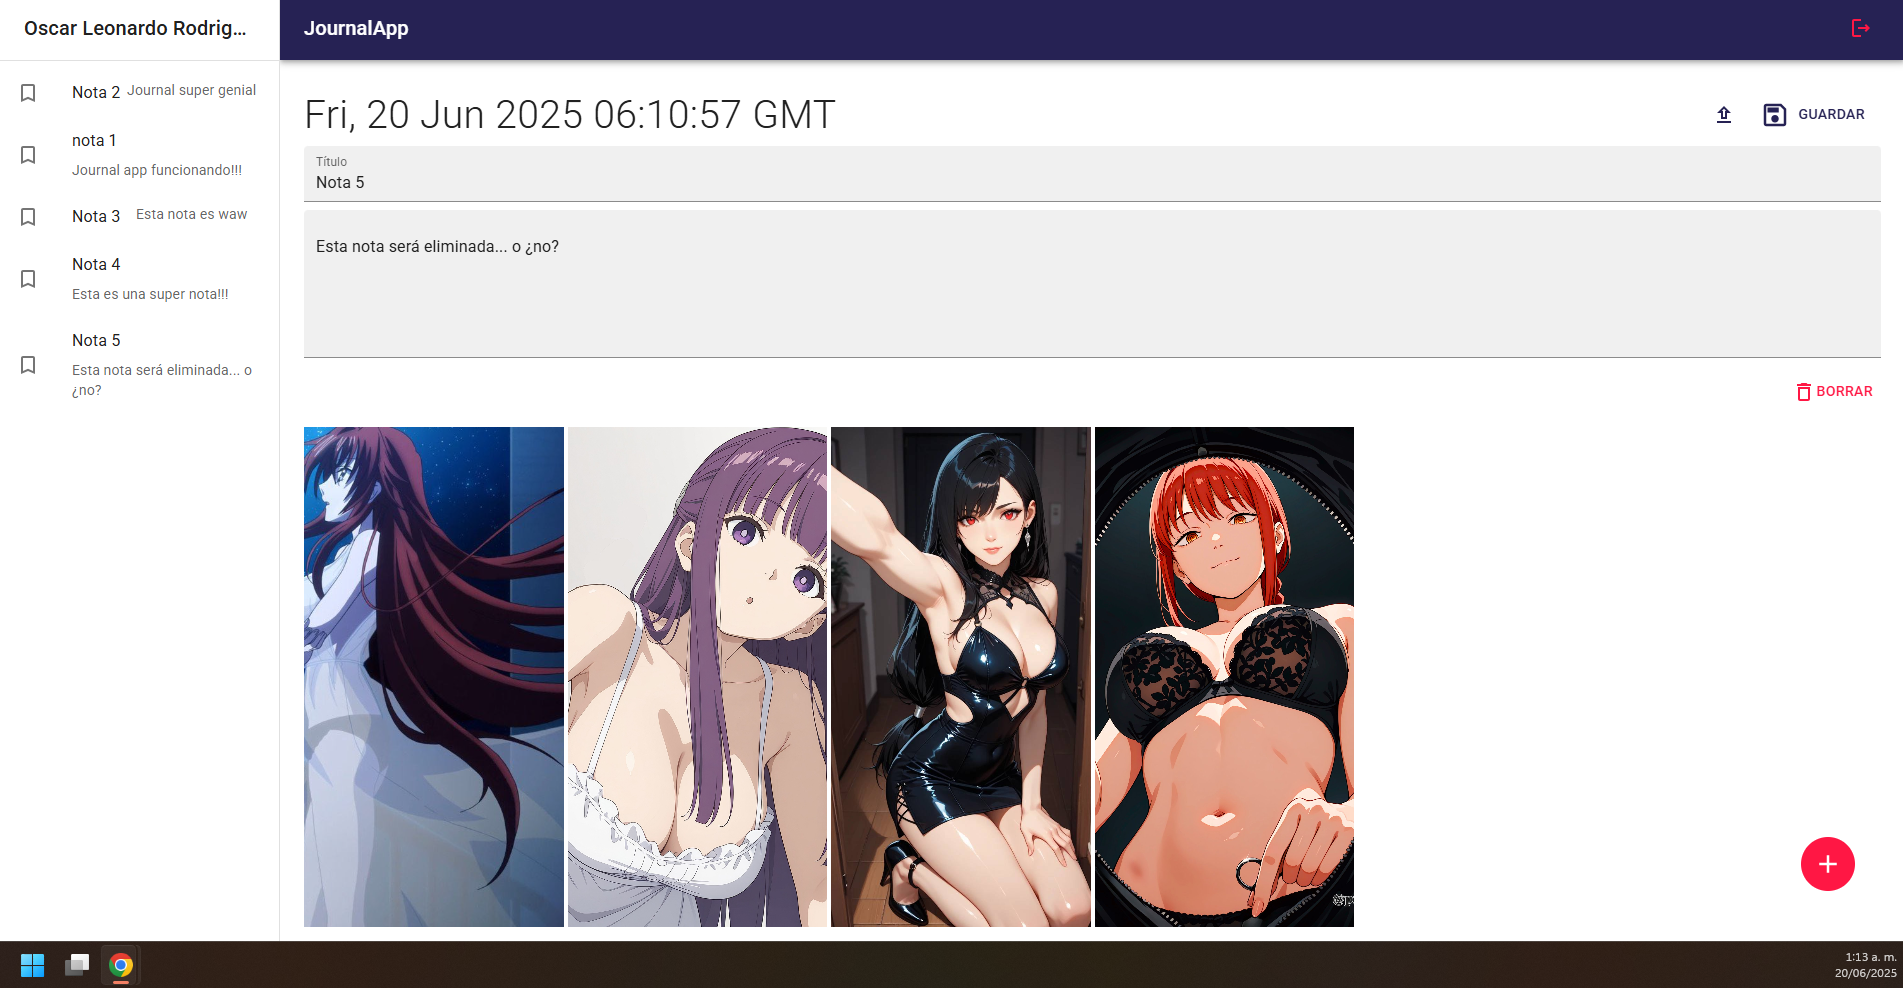 Oscar Leonardo Rodrig...
JournalApp
Nota 2 Journal super genial
nota 1
Journal app funcionando!!!
Nota 3 Esta nota es waw
Nota 4
Esta es una super nota!!!
Nota 5
Esta nota será eliminada... o
¿no?
Fri, 20 Jun 2025 06:10:57 GMT
GUARDAR
Título
Nota 5
Esta nota será eliminada... o ¿no?
BORRAR
1:13 a. m.
20/06/2025